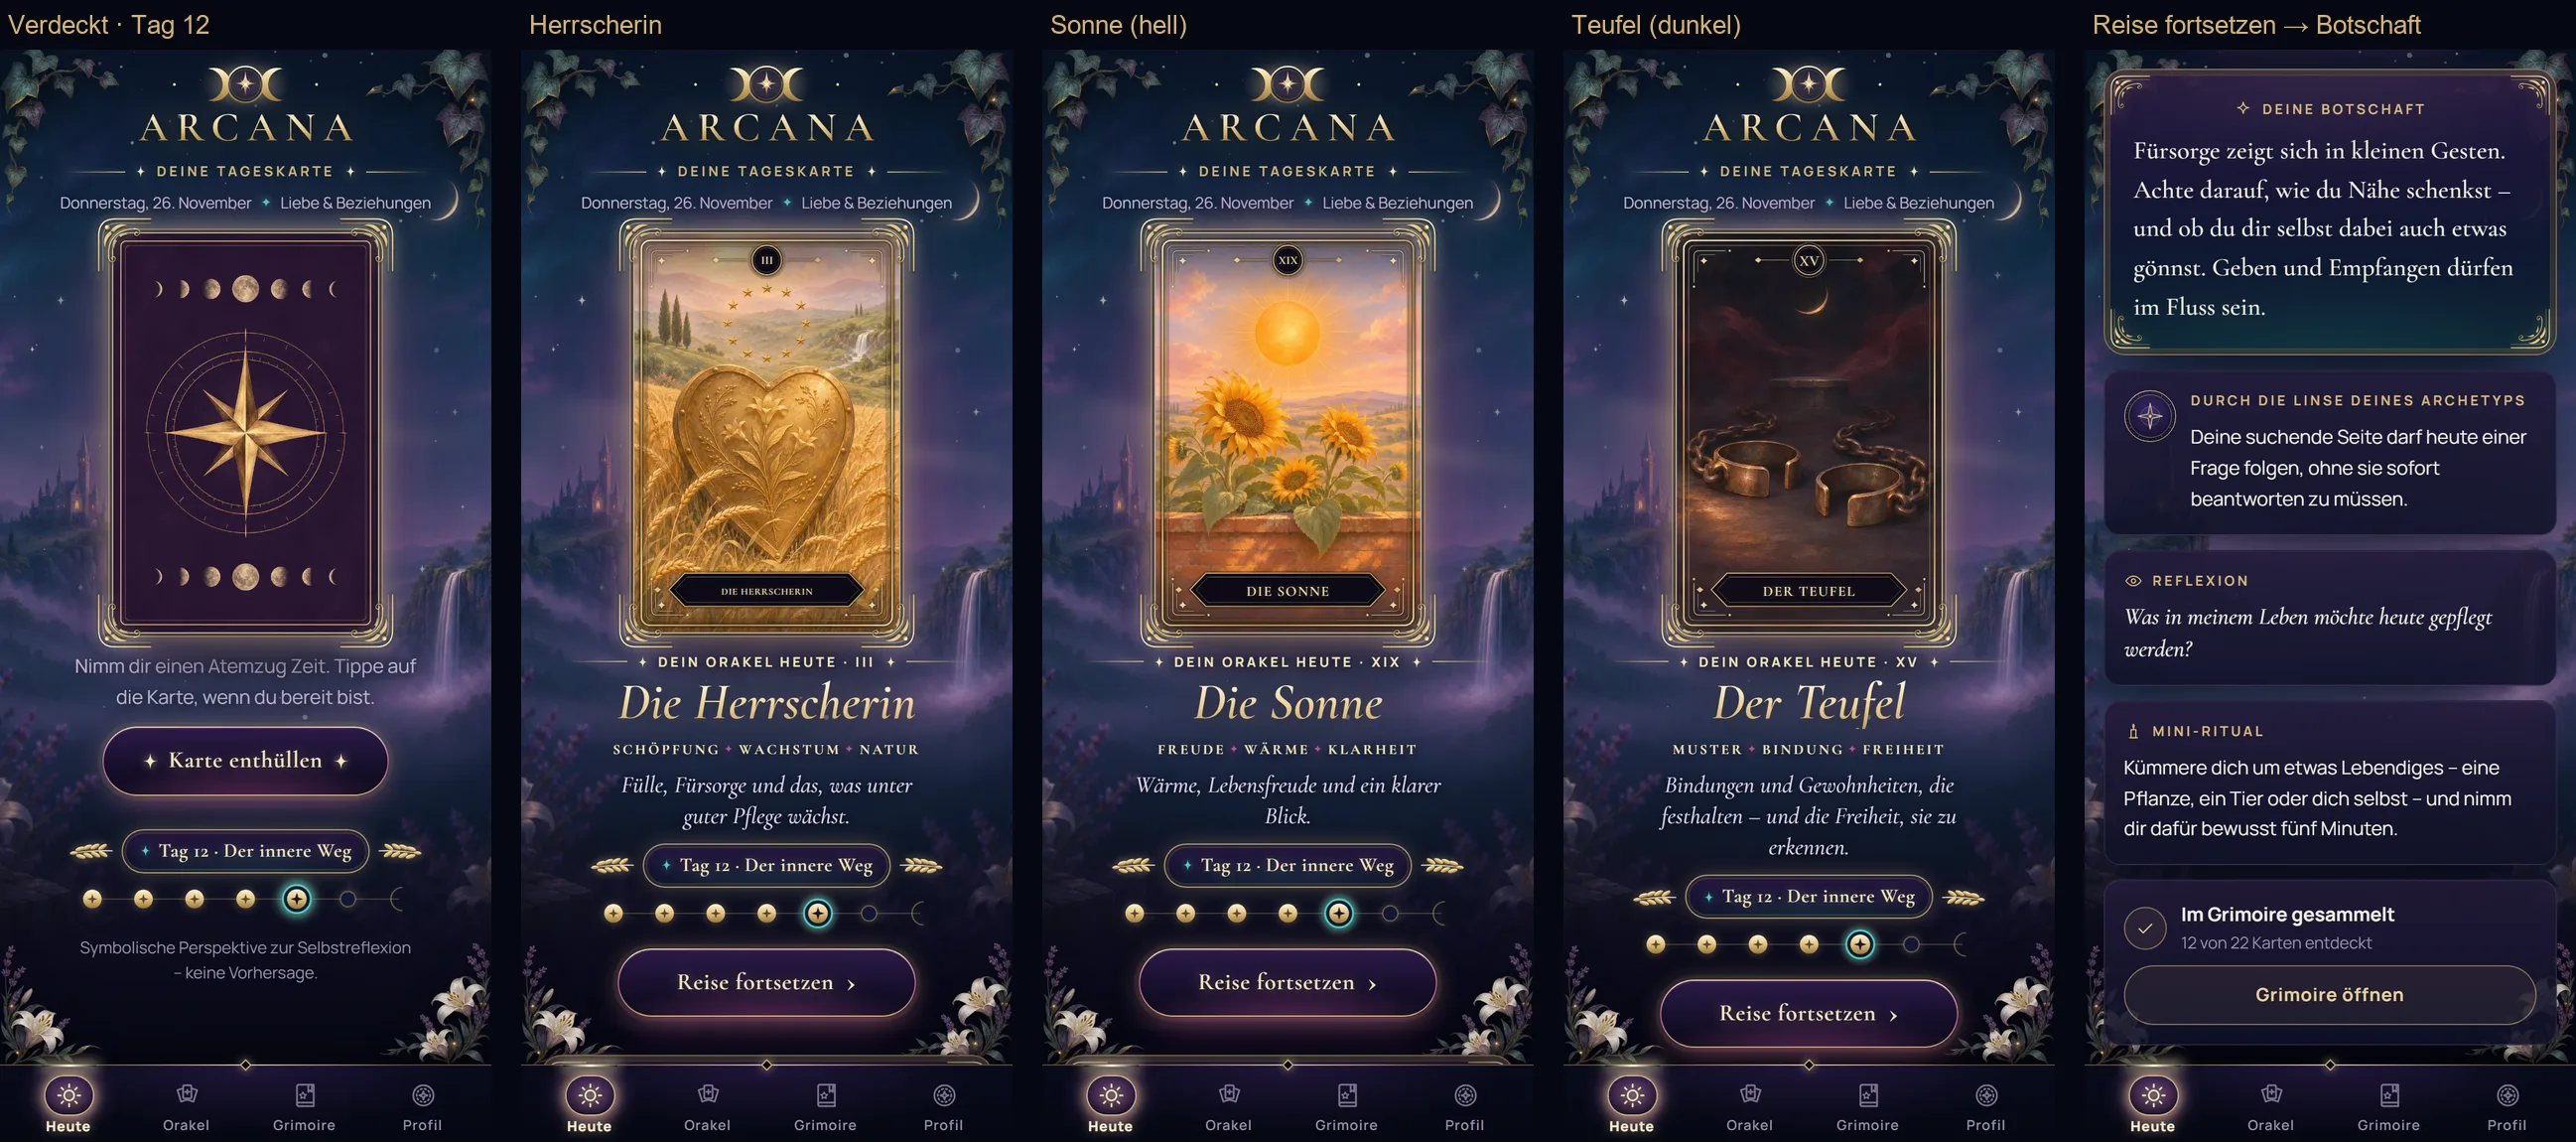 Verdeckt · Tag 12
ARCANA
DEINE TAGESKARTE
Donnerstag, 26. November ✦ Liebe & Beziehungen
Nimm dir einen Atemzug Zeit. Tippe auf
die Karte, wenn du bereit bist.
Karte enthüllen
Tag 12 · Der innere Weg
Symbolische Perspektive zur Selbstreflexion
– keine Vorhersage.
Heute
Orakel
Grimoire
Profil
Herrscherin
ARCANA
DEINE TAGESKARTE
Donnerstag, 26. November ✦ Liebe & Beziehungen
III
DIE HERRSCHERIN
DEIN ORAKEL HEUTE · III
Die Herrscherin
SCHÖPFUNG ✦ WACHSTUM ✦ NATUR
Fülle, Fürsorge und das, was unter
guter Pflege wächst.
Tag 12 · Der innere Weg
Reise fortsetzen ›
Heute
Orakel
Grimoire
Profil
Sonne (hell)
ARCANA
DEINE TAGESKARTE
Donnerstag, 26. November ✦ Liebe & Beziehungen
XIX
DIE SONNE
DEIN ORAKEL HEUTE · XIX
Die Sonne
FREUDE ✦ WÄRME ✦ KLARHEIT
Wärme, Lebensfreude und ein klarer
Blick.
Tag 12 · Der innere Weg
Reise fortsetzen ›
Heute
Orakel
Grimoire
Profil
Teufel (dunkel)
ARCANA
DEINE TAGESKARTE
Donnerstag, 26. November ✦ Liebe & Beziehungen
XV
DER TEUFEL
DEIN ORAKEL HEUTE · XV
Der Teufel
MUSTER ✦ BINDUNG ✦ FREIHEIT
Bindungen und Gewohnheiten, die
festhalten – und die Freiheit, sie zu
erkennen.
Tag 12 · Der innere Weg
Reise fortsetzen ›
Heute
Orakel
Grimoire
Profil
Reise fortsetzen → Botschaft
DEINE BOTSCHAFT
Fürsorge zeigt sich in kleinen Gesten.
Achte darauf, wie du Nähe schenkst –
und ob du dir selbst dabei auch etwas
gönnst. Geben und Empfangen dürfen
im Fluss sein.
DURCH DIE LINSE DEINES ARCHETYPS
Deine suchende Seite darf heute einer
Frage folgen, ohne sie sofort
beantworten zu müssen.
REFLEXION
Was in meinem Leben möchte heute gepflegt
werden?
MINI-RITUAL
Kümmere dich um etwas Lebendiges – eine
Pflanze, ein Tier oder dich selbst – und nimm
dir dafür bewusst fünf Minuten.
Im Grimoire gesammelt
12 von 22 Karten entdeckt
Grimoire öffnen
Heute
Orakel
Grimoire
Profil